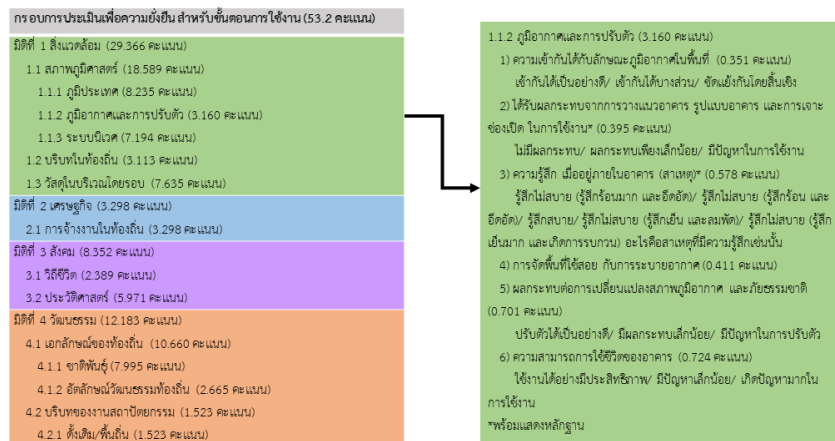 กรอบการประเมินเพื่อความยั่งยืน สำหรับขั้นตอนการใช้งาน (53.2 คะแนน)
มิติที่ 1 สิ่งแวดล้อม (29.366 คะแนน)
1.1 สภาพภูมิศาสตร์ (18.589 คะแนน)
1.1.1 ภูมิประเทศ (8.235 คะแนน)
1.1.2 ภูมิอากาศและการปรับตัว (3.160 คะแนน)
1.1.3 ระบบนิเวศ (7.194 คะแนน)
1.2 บริบทในท้องถิ่น (3.113 คะแนน)
1.3 วัสดุในบริเวณโดยรอบ (7.635 คะแนน)
มิติที่ 2 เศรษฐกิจ (3.298 คะแนน)
2.1 การจ้างงานในท้องถิ่น (3.298 คะแนน)
มิติที่ 3 สังคม (8.352 คะแนน)
3.1 วิถีชีวิต (2.389 คะแนน)
3.2 ประวัติศาสตร์ (5.971 คะแนน)
มิติที่ 4 วัฒนธรรม (12.183 คะแนน)
4.1 เอกลักษณ์ของท้องถิ่น (10.660 คะแนน)
4.1.1 ชาติพันธุ์ (7.995 คะแนน)
4.1.2 อัตลักษณ์วัฒนธรรมท้องถิ่น (2.665 คะแนน)
4.2 บริบทของงานสถาปัตยกรรม (1.523 คะแนน)
4.2.1 ดั้งเดิม/พื้นถิ่น (1.523 คะแนน)
1.1.2 ภูมิอากาศและการปรับตัว (3.160 คะแนน)
1) ความเข้ากันได้กับลักษณะภูมิอากาศในพื้นที่ (0.351 คะแนน)
เข้ากันได้เป็นอย่างดี/ เข้ากันได้บางส่วน/ ขัดแย้งกันโดยสิ้นเชิง
2) ได้รับผลกระทบจากการวางแนวอาคาร รูปแบบอาคาร และการเจาะ
ช่องเปิด ในการใช้งาน* (0.395 คะแนน)
ไม่มีผลกระทบ/ ผลกระทบเพียงเล็กน้อย/ มีปัญหาในการใช้งาน
3) ความรู้สึก เมื่ออยู่ภายในอาคาร (สาเหตุ)* (0.578 คะแนน)
รู้สึกไม่สบาย (รู้สึกร้อนมาก และอึดอัด)/ รู้สึกไม่สบาย (รู้สึกร้อน และ
อึดอัด)/ รู้สึกสบาย/ รู้สึกไม่สบาย (รู้สึกเย็น และลมพัด)/ รู้สึกไม่สบาย (รู้สึก
เย็นมาก และเกิดการรบกวน) อะไรคือสาเหตุที่มีความรู้สึกเช่นนั้น
4) การจัดพื้นที่ใช้สอย กับการระบายอากาศ (0.411 คะแนน)
5) ผลกระทบต่อการเปลี่ยนแปลงสภาพภูมิอากาศ และภัยธรรมชาติ
(0.701 คะแนน)
ปรับตัวได้เป็นอย่างดี/ มีผลกระทบเล็กน้อย/ มีปัญหาในการปรับตัว
6) ความสามารถการใช้ชีวิตของอาคาร (0.724 คะแนน)
ใช้งานได้อย่างมีประสิทธิภาพ/ มีปัญหาเล็กน้อย/ เกิดปัญหามากใน
การใช้งาน
*พร้อมแสดงหลักฐาน